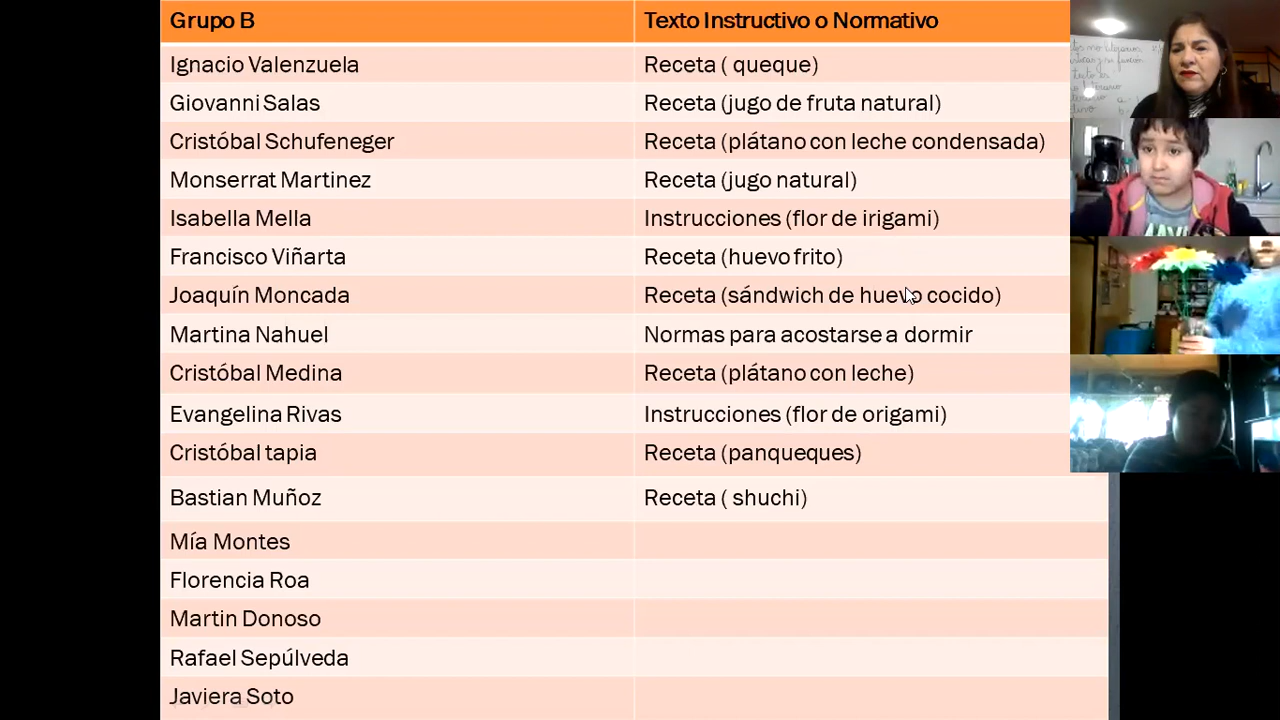 Grupo B Texto Instructivo o Normativo
Ignacio Valenzuela Receta ( queque)
Giovanni Salas Receta (jugo de fruta natural)
Cristóbal Schufeneger Receta (plátano con leche condensada)
Monserrat Martinez Receta (jugo natural)
Isabella Mella Instrucciones (flor de irigami)
Francisco Viñarta Receta (huevo frito)
Joaquín Moncada Receta (sándwich de huevo cocido)
Martina Nahuel Normas para acostarse a dormir
Cristóbal Medina Receta (plátano con leche)
Evangelina Rivas Instrucciones (flor de origami)
Cristóbal tapia Receta (panqueques)
Bastian Muñoz Receta ( shuchi)
Mía Montes
Florencia Roa
Martin Donoso
Rafael Sepúlveda
Javiera Soto